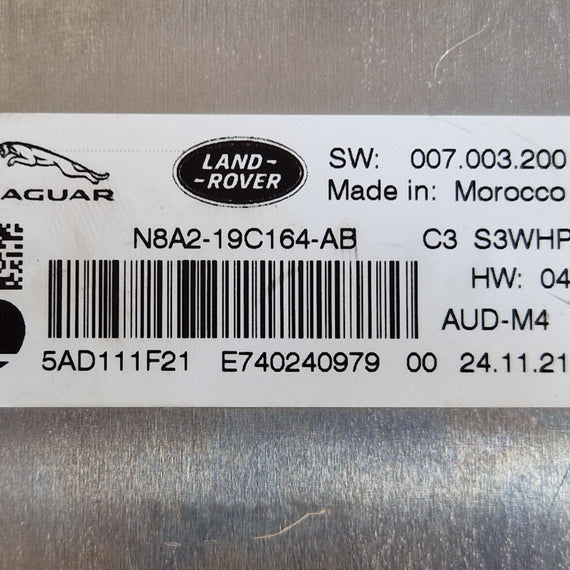 LAND-
-ROVER
AGUAR
SW: 007.003.200
Made in: Morocco
N8A2-19C164-AB C3 S3WHP
HW: 04
AUD-M4
5AD111F21 E740240979 00 24.11.21